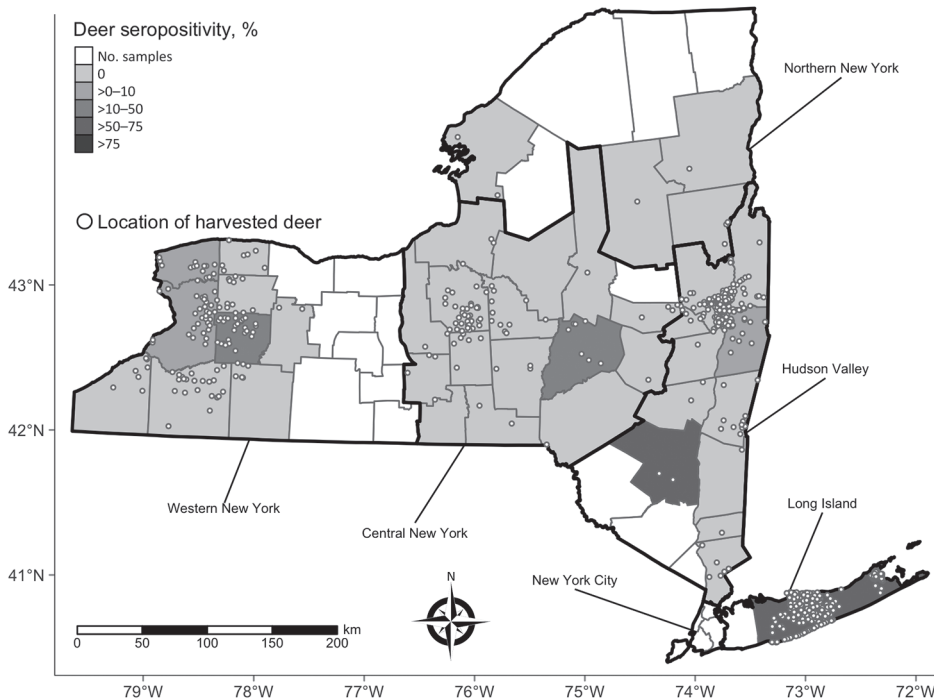 Deer seropositivity, %
No. samples
0
>0–10
>10–50
>50–75
>75
Location of harvested deer
Northern New York
Hudson Valley
Western New York
Central New York
Long Island
New York City
43°N
42°N
41°N
N
km
0 50 100 150 200
79°W 78°W 77°W 76°W 75°W 74°W 73°W 72°W